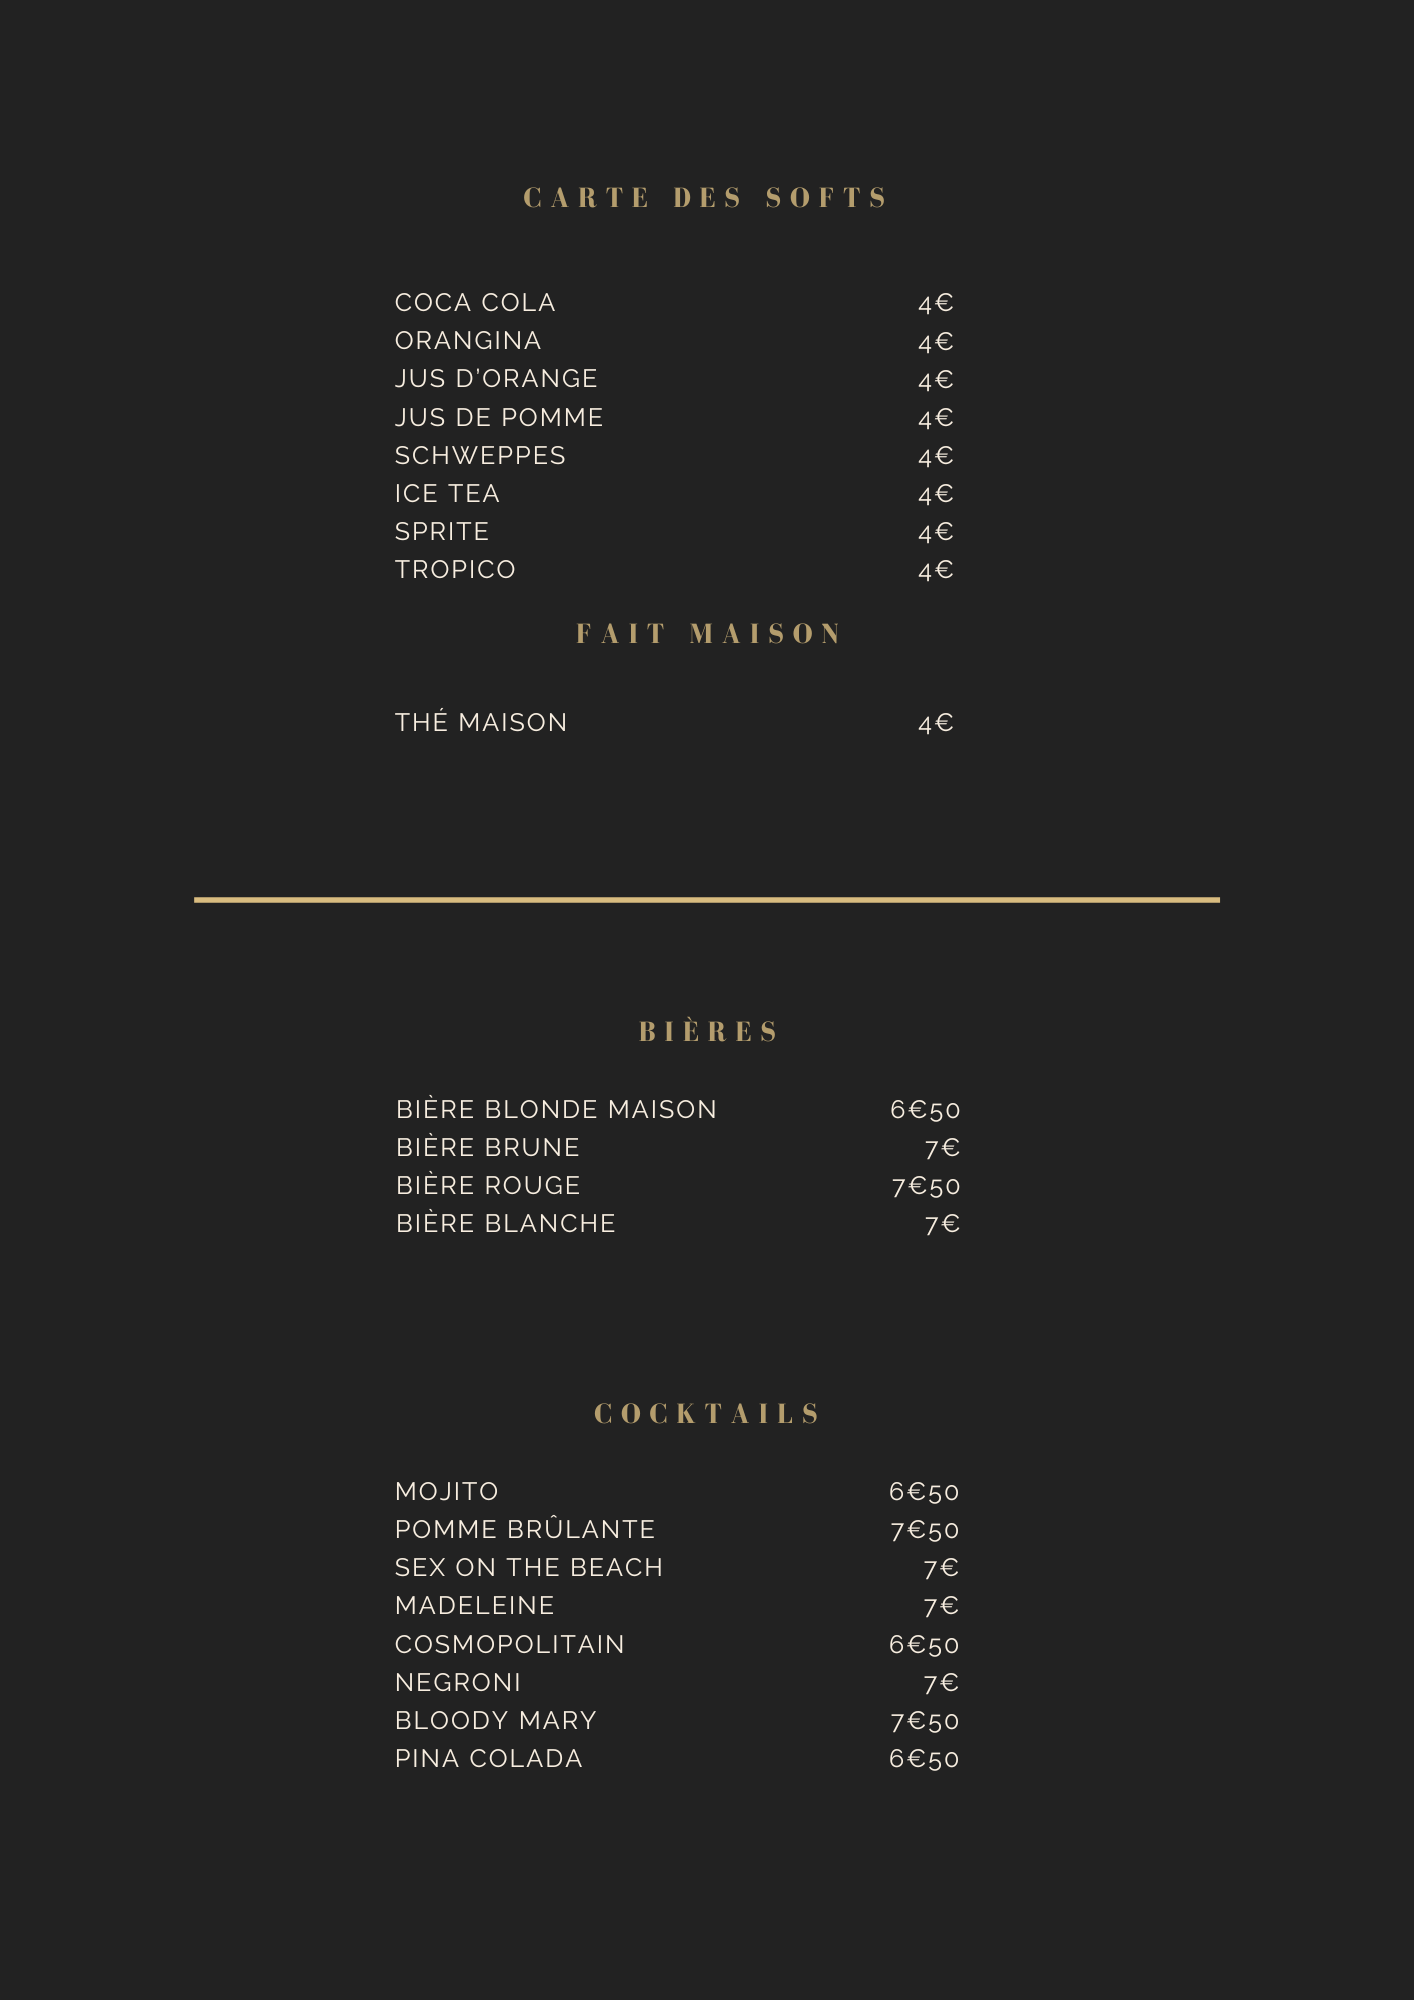 CARTE DES SOFTS
COCA COLA 4€
ORANGINA 4€
JUS D’ORANGE 4€
JUS DE POMME 4€
SCHWEPPES 4€
ICE TEA 4€
SPRITE 4€
TROPICO 4€
FAIT MAISON
THÉ MAISON 4€
BIÈRES
BIÈRE BLONDE MAISON 6€50
BIÈRE BRUNE 7€
BIÈRE ROUGE 7€50
BIÈRE BLANCHE 7€
COCKTAILS
MOJITO 6€50
POMME BRÛLANTE 7€50
SEX ON THE BEACH 7€
MADELEINE 7€
COSMOPOLITAIN 6€50
NEGRONI 7€
BLOODY MARY 7€50
PINA COLADA 6€50